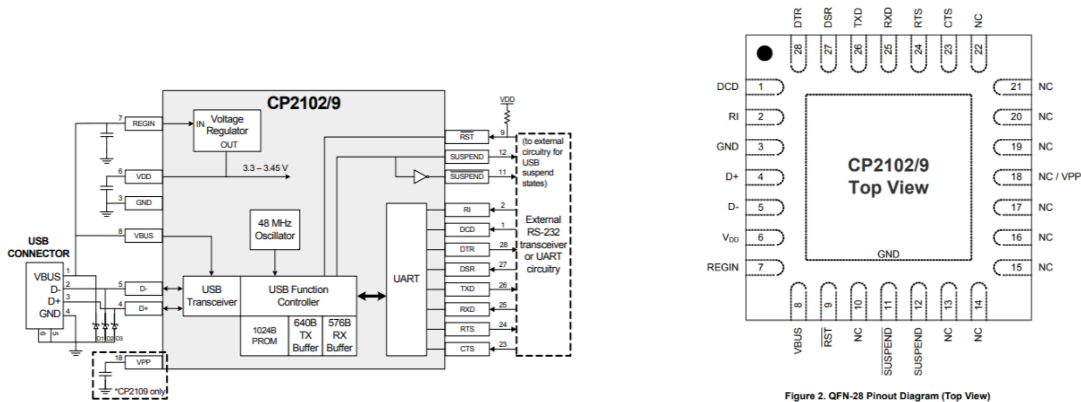 CP2102/9
7
REGIN
IN
Voltage
Regulator
OUT
VDD
9
RST
(to external
circuitry for
USB
suspend
states)
12
SUSPEND
11
SUSPEND
6
VDD
3.3 – 3.45 V
3
GND
48 MHz
Oscillator
8
VBUS
USB
CONNECTOR
VBUS
1
D-
2
D+
3
GND
4
6
5
D1
D2
D3
5
D-
4
D+
USB
Transceiver
USB Function
Controller
1024B
PROM
640B
TX
Buffer
576B
RX
Buffer
UART
RI
2
DCD
1
DTR
28
DSR
27
TXD
26
RXD
25
RTS
24
CTS
23
External
RS-232
transceiver
or UART
circuitry
18
VPP
*CP2109 only
DTR
DSR
TXD
RXD
RTS
CTS
NC
28
27
26
25
24
23
22
DCD
1
RI
2
GND
3
D+
4
D-
5
VDD
6
REGIN
7
CP2102/9
Top View
GND
21
NC
20
NC
19
NC
18
NC / VPP
17
NC
16
NC
15
NC
8
9
10
11
12
13
14
VBUS
RST
NC
SUSPEND
SUSPEND
NC
NC
Figure 2. QFN-28 Pinout Diagram (Top View)